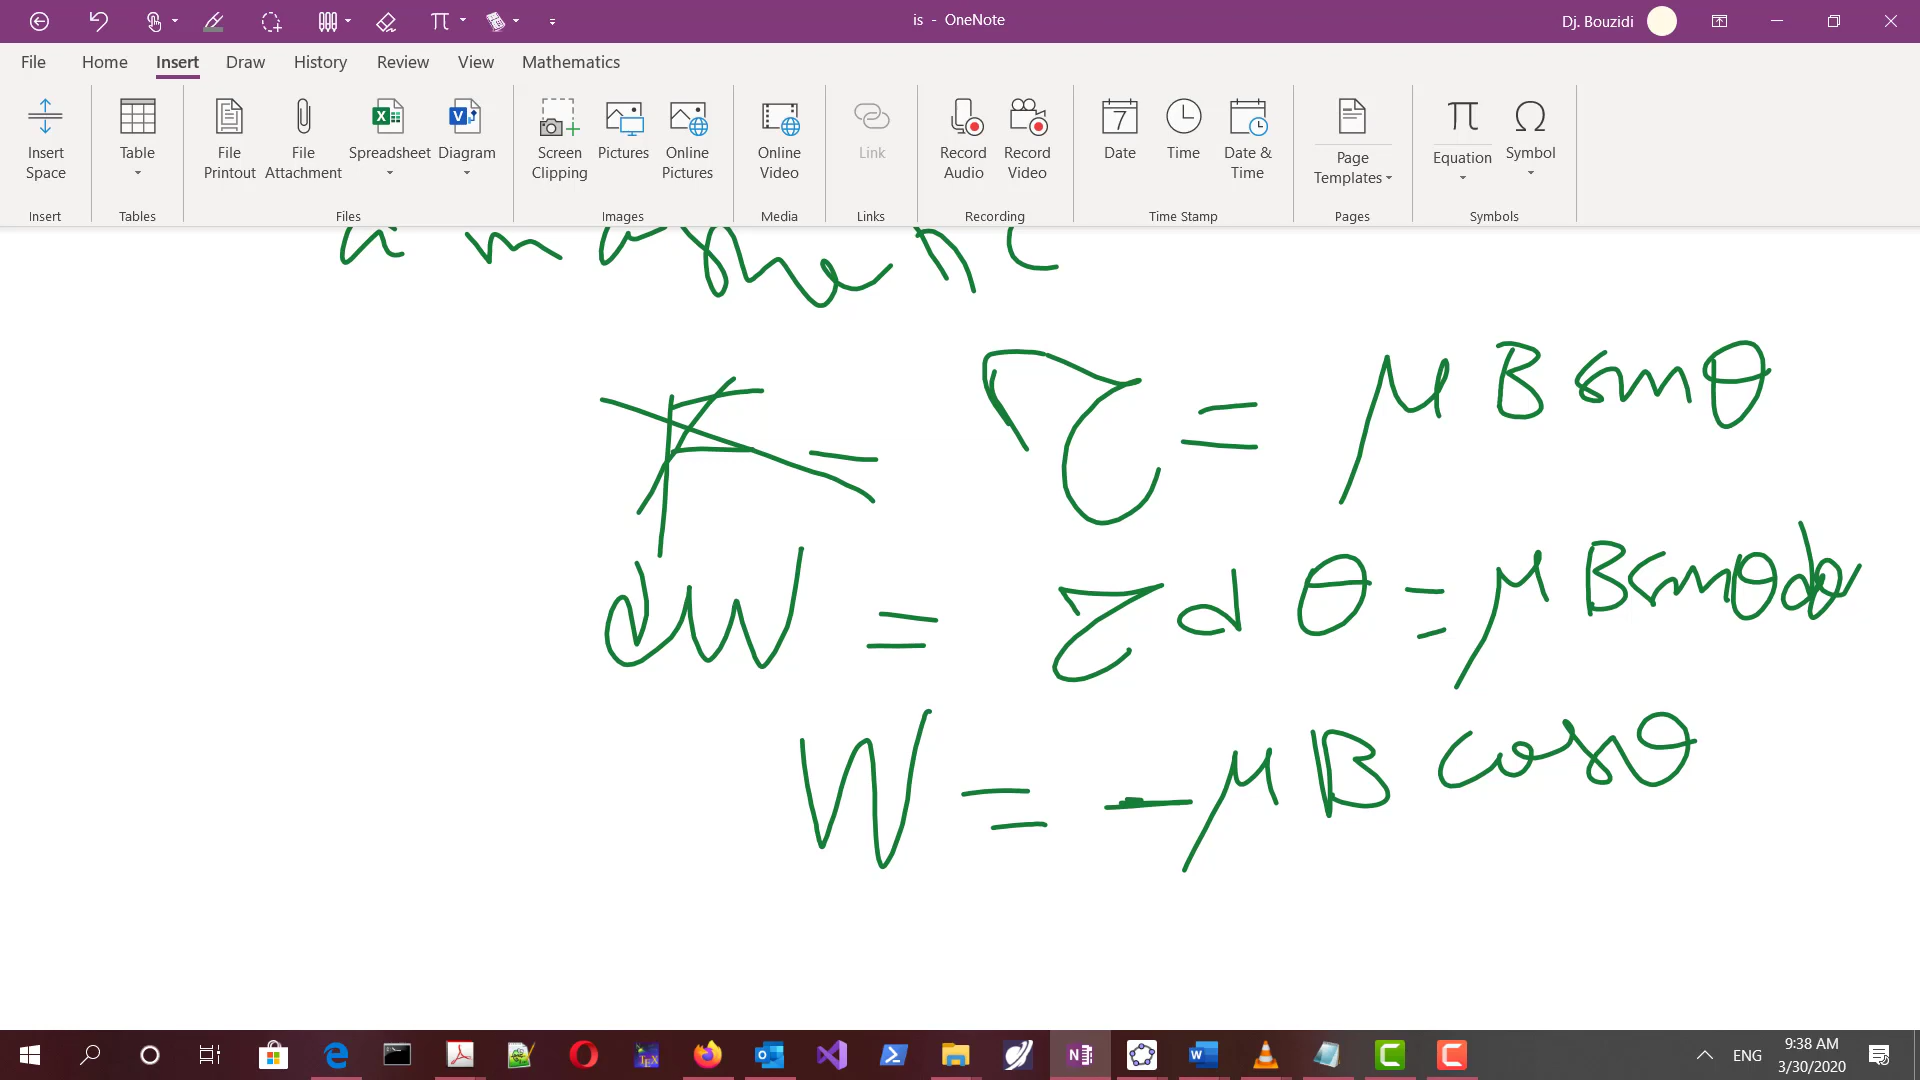 is - OneNote
Dj. Bouzidi
File Home Insert Draw History Review View Mathematics
Insert Space
Table
File Printout
File Attachment
Spreadsheet
Diagram
Screen Clipping
Pictures
Online Pictures
Online Video
Link
Record Audio
Record Video
Date
Time
Date & Time
Page Templates
Equation
Symbol
Insert Tables Files Images Media Links Recording Time Stamp Pages Symbols
τ = μ B sinθ
dW = τ d θ = μ B sinθ dθ
W = - μ B cosθ
ENG
9:38 AM
3/30/2020